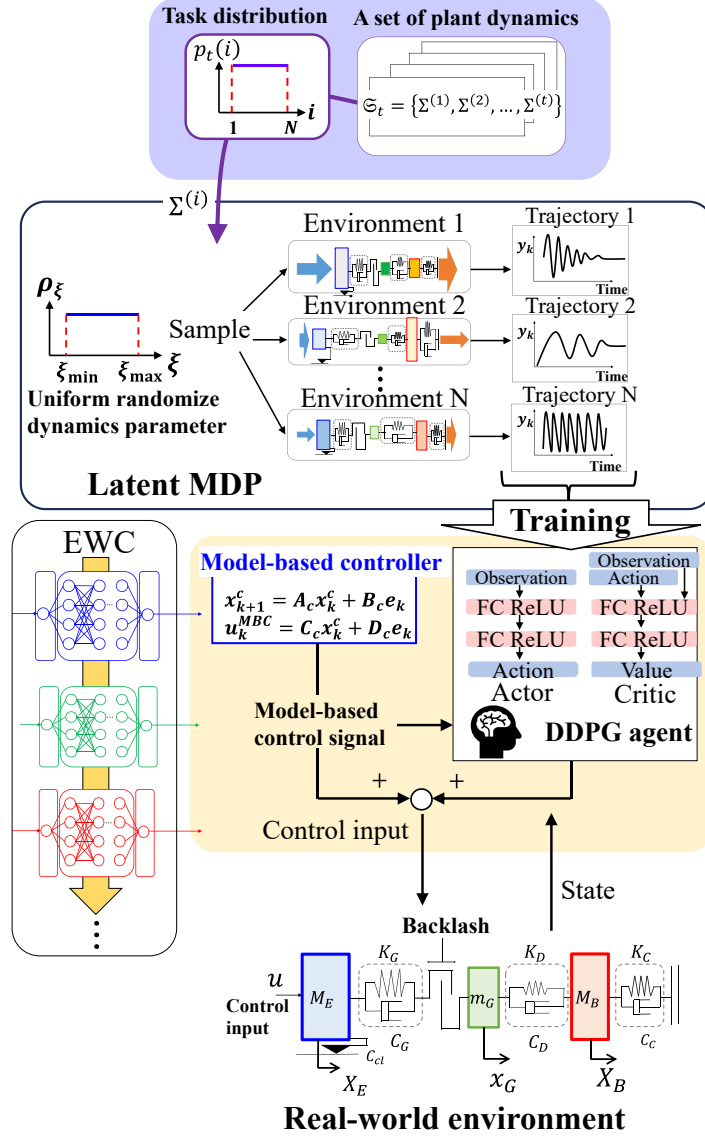 Task distribution
A set of plant dynamics
p_t(i)
1
N
i
𝔖_t = {Σ^(1), Σ^(2), …, Σ^(t)}
Σ^(i)
ρ_ξ
ξ_min
ξ_max
ξ
Uniform randomize
dynamics parameter
Sample
Environment 1
Environment 2
Environment N
Trajectory 1
y_k
Time
Trajectory 2
y_k
Time
Trajectory N
y_k
Time
Latent MDP
Training
EWC
Model-based controller
x^c_{k+1} = A_c x^c_k + B_c e_k
u^{MBC}_k = C_c x^c_k + D_c e_k
Observation
FC ReLU
FC ReLU
Action
Actor
Observation
Action
FC ReLU
FC ReLU
Value
Critic
DDPG agent
Model-based
control signal
+
+
Control input
State
Backlash
u
Control
input
M_E
K_G
C_G
C_cl
X_E
m_G
x_G
K_D
C_D
M_B
X_B
K_C
C_C
Real-world environment